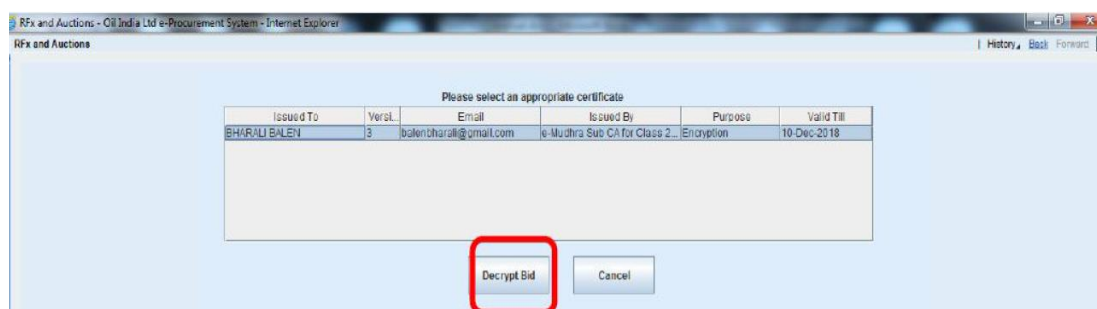 RFx and Auctions - Oil India Ltd e-Procurement System - Internet Explorer
RFx and Auctions | History Back Forward
Please select an appropriate certificate
Issued To Versi... Email Issued By Purpose Valid Till
BHARALI BALEN 3 balenbharali@gmail.com e-Mudhra Sub CA for Class 2... Encryption 10-Dec-2018
Decrypt Bid Cancel